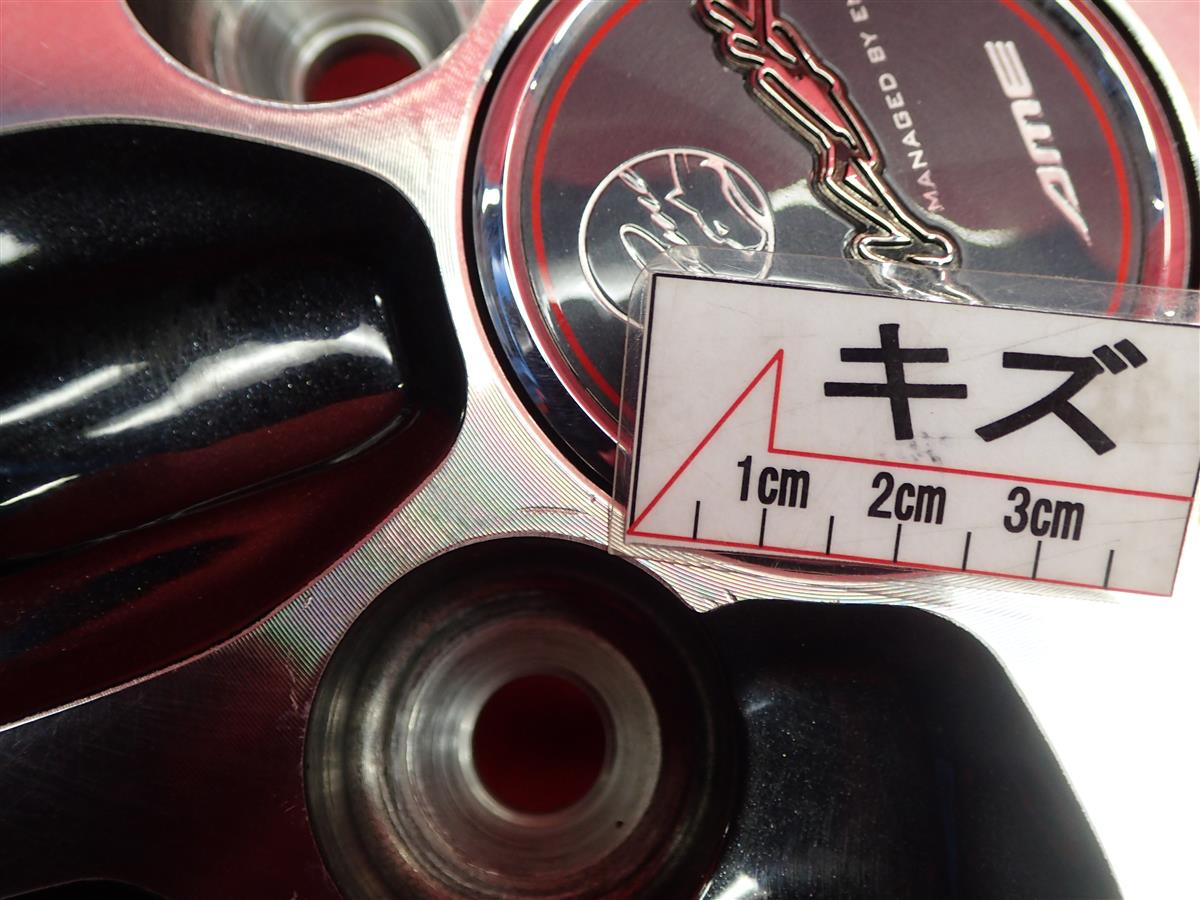 MANAGED BY
AME
キズ
1cm 2cm 3cm